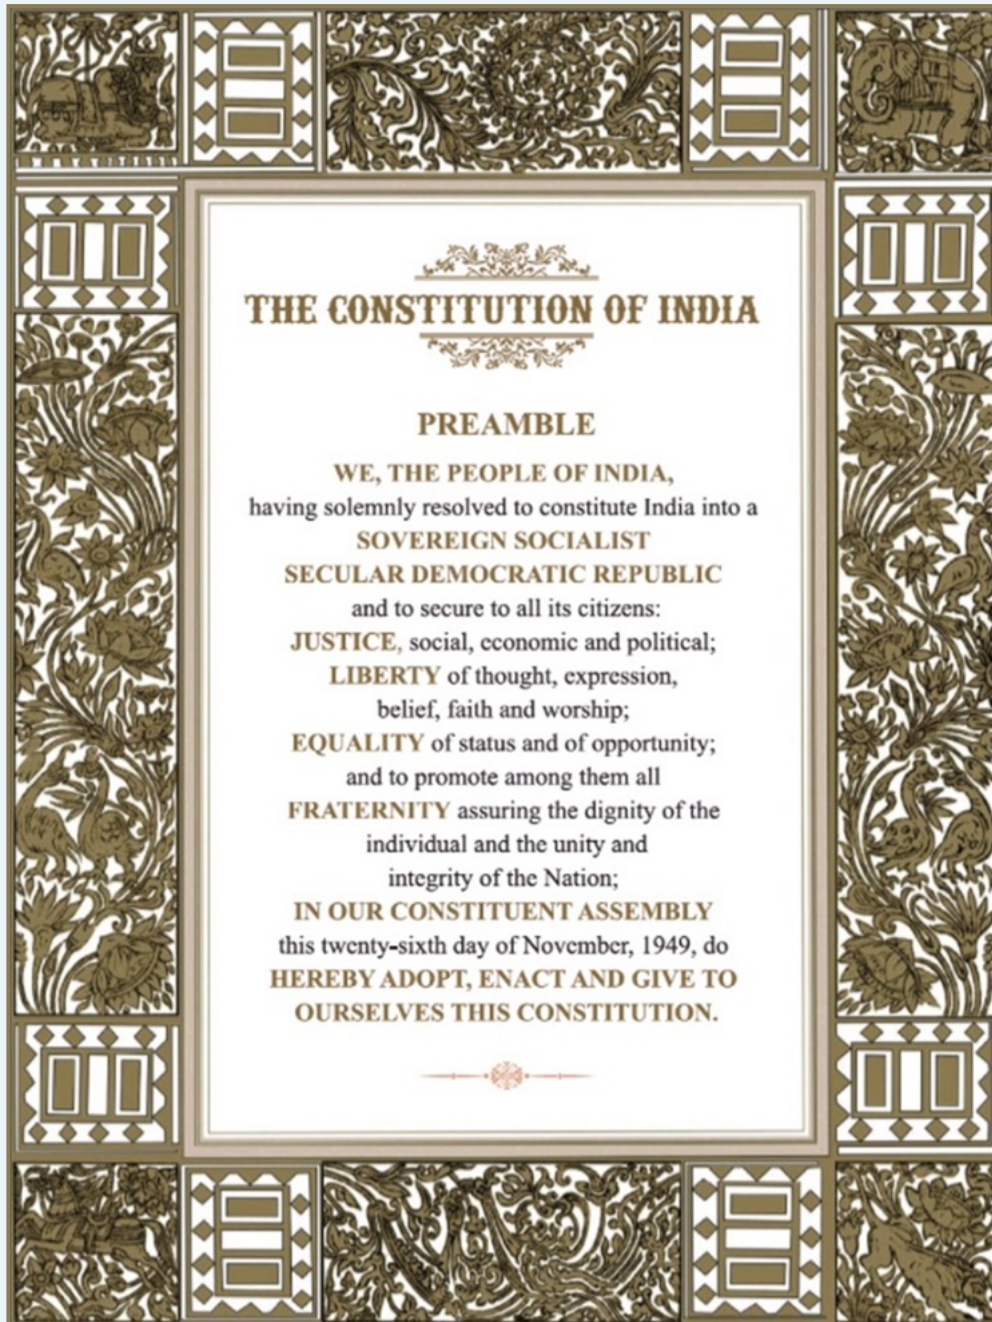 THE CONSTITUTION OF INDIA
PREAMBLE
WE, THE PEOPLE OF INDIA,
having solemnly resolved to constitute India into a
SOVEREIGN SOCIALIST
SECULAR DEMOCRATIC REPUBLIC
and to secure to all its citizens:
JUSTICE, social, economic and political;
LIBERTY of thought, expression,
belief, faith and worship;
EQUALITY of status and of opportunity;
and to promote among them all
FRATERNITY assuring the dignity of the
individual and the unity and
integrity of the Nation;
IN OUR CONSTITUENT ASSEMBLY
this twenty-sixth day of November, 1949, do
HEREBY ADOPT, ENACT AND GIVE TO
OURSELVES THIS CONSTITUTION.